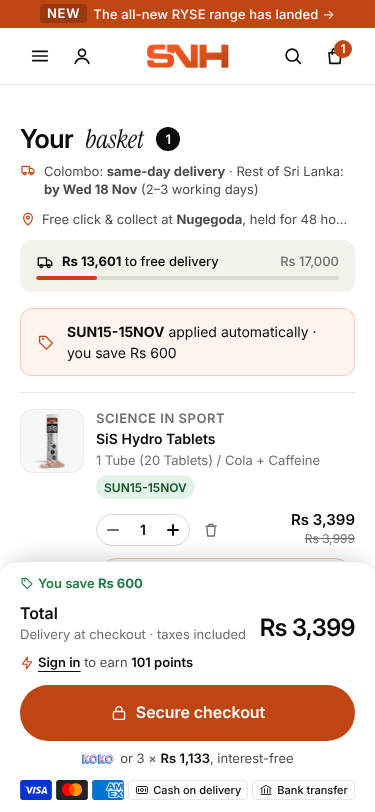 NEW The all-new RYSE range has landed →
SNH
1
Your basket 1
Colombo: same-day delivery · Rest of Sri Lanka:
by Wed 18 Nov (2–3 working days)
Free click & collect at Nugegoda, held for 48 ho...
Rs 13,601 to free delivery Rs 17,000
SUN15-15NOV applied automatically ·
you save Rs 600
SCIENCE IN SPORT
SiS Hydro Tablets
1 Tube (20 Tablets) / Cola + Caffeine
SUN15-15NOV
− 1 + Rs 3,399
Rs 3,999
You save Rs 600
Total
Delivery at checkout · taxes included Rs 3,399
Sign in to earn 101 points
Secure checkout
KOKO or 3 × Rs 1,133, interest-free
VISA mastercard AMEX Cash on delivery Bank transfer